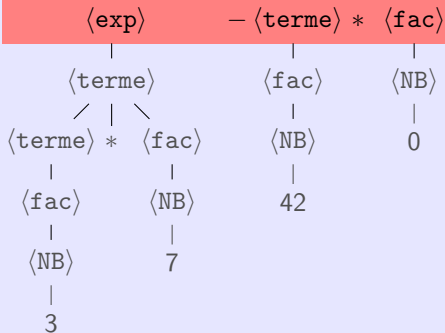 ⟨exp⟩ − ⟨terme⟩ * ⟨fac⟩
⟨terme⟩ ⟨fac⟩ ⟨NB⟩
⟨terme⟩ * ⟨fac⟩ ⟨NB⟩ 0
⟨fac⟩ ⟨NB⟩ 42
⟨NB⟩ 7
3